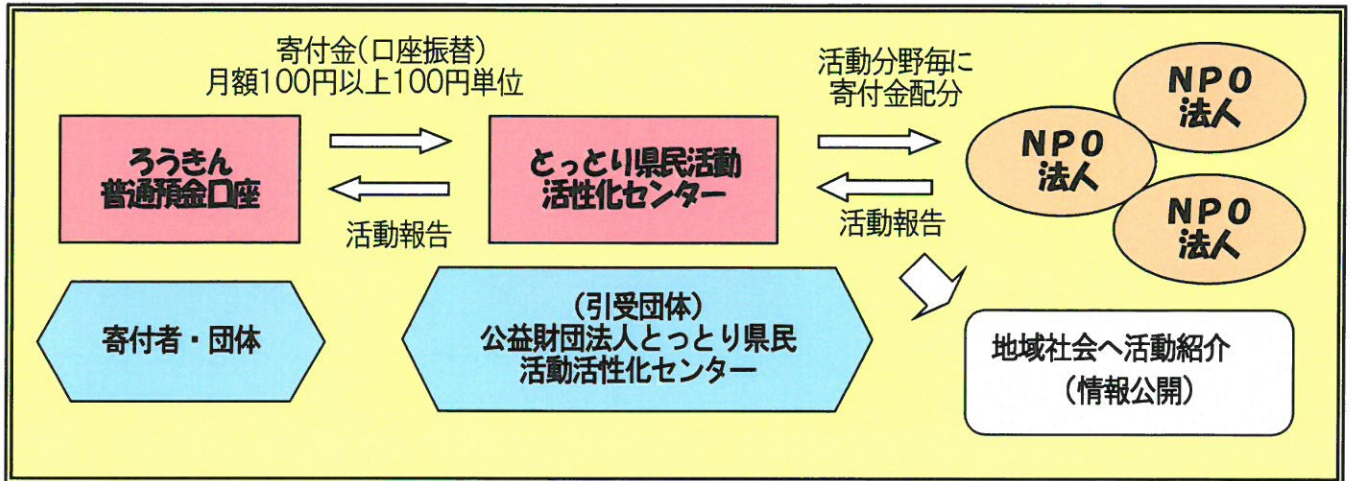 寄付金(口座振替)
月額100円以上100円単位
活動分野毎に
寄付金配分
NPO
法人
NPO
法人
NPO
法人
ろうきん
普通預金口座
とっとり県民活動
活性化センター
活動報告
活動報告
寄付者・団体
(引受団体)
公益財団法人とっとり県民
活動活性化センター
地域社会へ活動紹介
(情報公開)